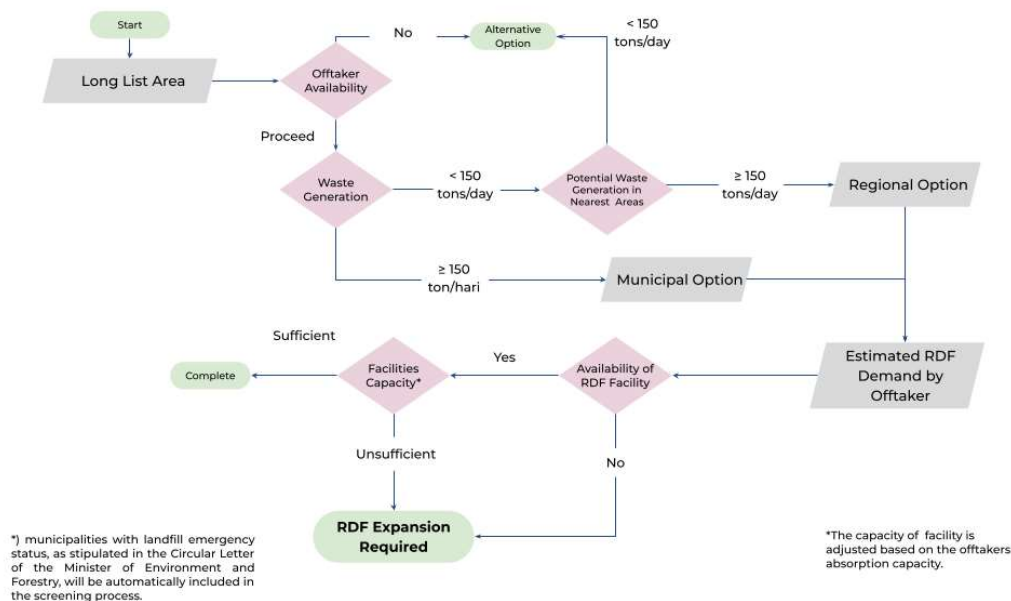 Start
No
Alternative
Option
< 150
tons/day
Long List Area
Offtaker
Availability
Proceed
Waste
Generation
< 150
tons/day
Potential Waste
Generation in
Nearest Areas
≥ 150
tons/day
Regional Option
≥ 150
ton/hari
Municipal Option
Sufficient
Complete
Facilities
Capacity*
Yes
Availability of
RDF Facility
Estimated RDF
Demand by
Offtaker
Unsufficient
No
RDF Expansion
Required
*) municipalities with landfill emergency
status, as stipulated in the Circular Letter
of the Minister of Environment and
Forestry, will be automatically included in
the screening process.
*The capacity of facility is
adjusted based on the offtakers
absorption capacity.